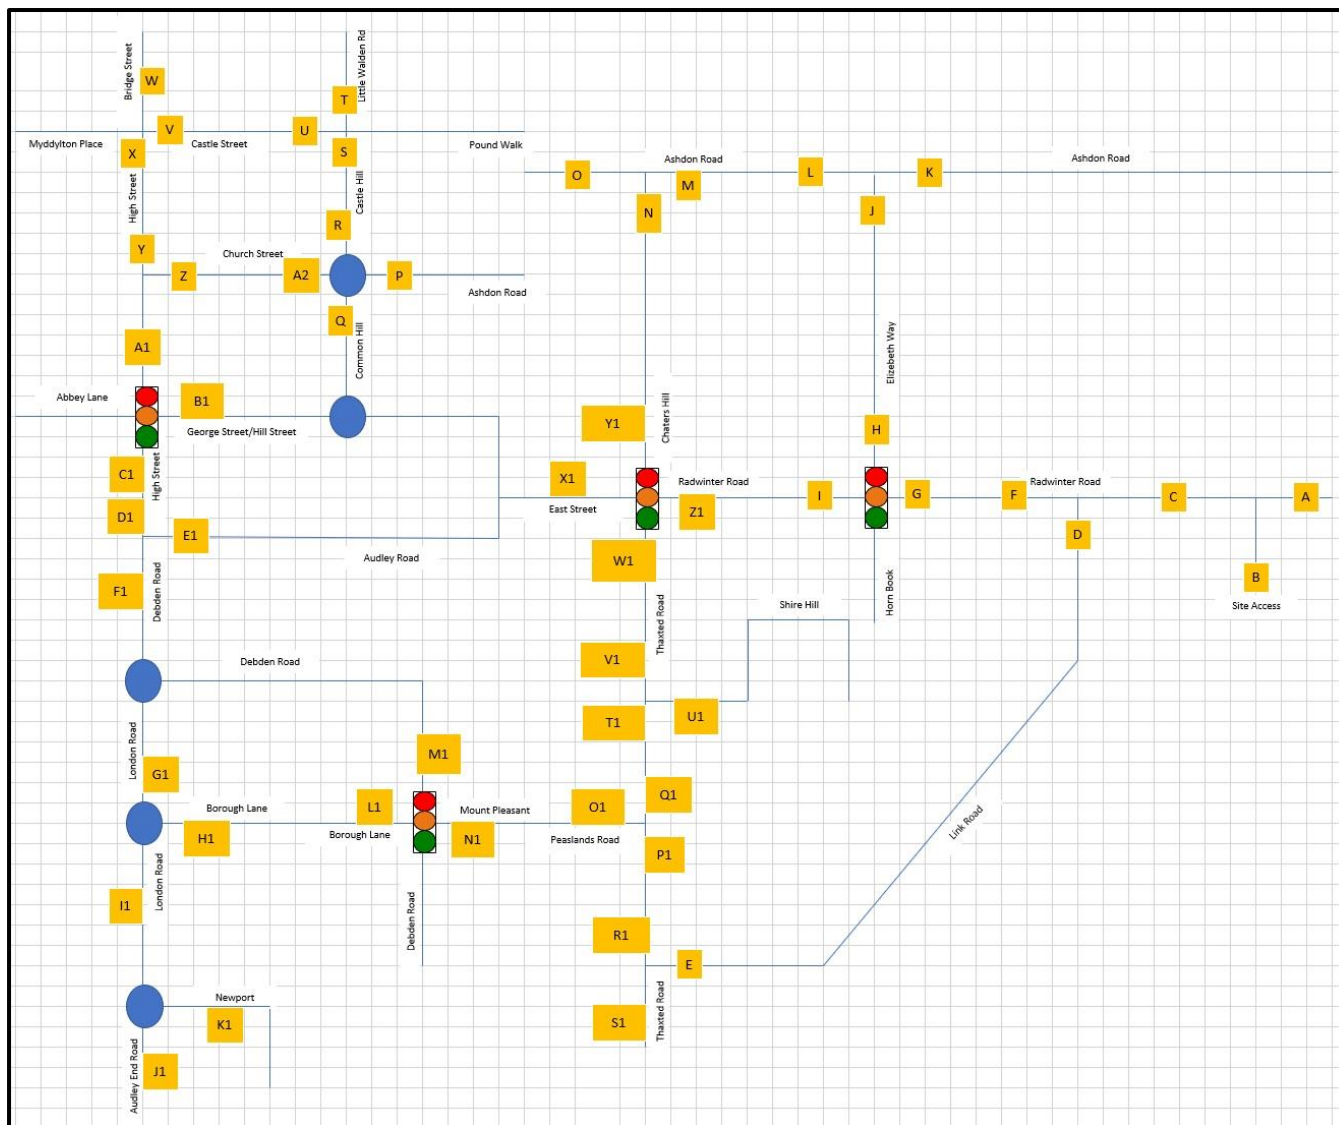 Bridge Street
W
Little Walden Rd
T
V
U
Myddylton Place
X
Castle Street
S
Pound Walk
Ashdon Road
Ashdon Road
O
M
L
K
High Street
Castle Hill
N
J
R
Y
Church Street
Z
A2
P
Ashdon Road
Q
Common Hill
A1
Elizebeth Way
Abbey Lane
B1
George Street/Hill Street
Y1
Chaters Hill
H
C1
High Street
X1
Radwinter Road
I
G
F
Radwinter Road
C
A
East Street
Z1
D1
E1
Audley Road
D
W1
F1
Debden Road
Horn Book
B
Site Access
Shire Hill
Thaxted Road
Debden Road
V1
T1
U1
London Road
M1
G1
Q1
Borough Lane
L1
Mount Pleasant
O1
H1
Borough Lane
N1
Peaslands Road
P1
Link Road
London Road
I1
Debden Road
R1
E
Newport
K1
S1
Thaxted Road
Audley End Road
J1